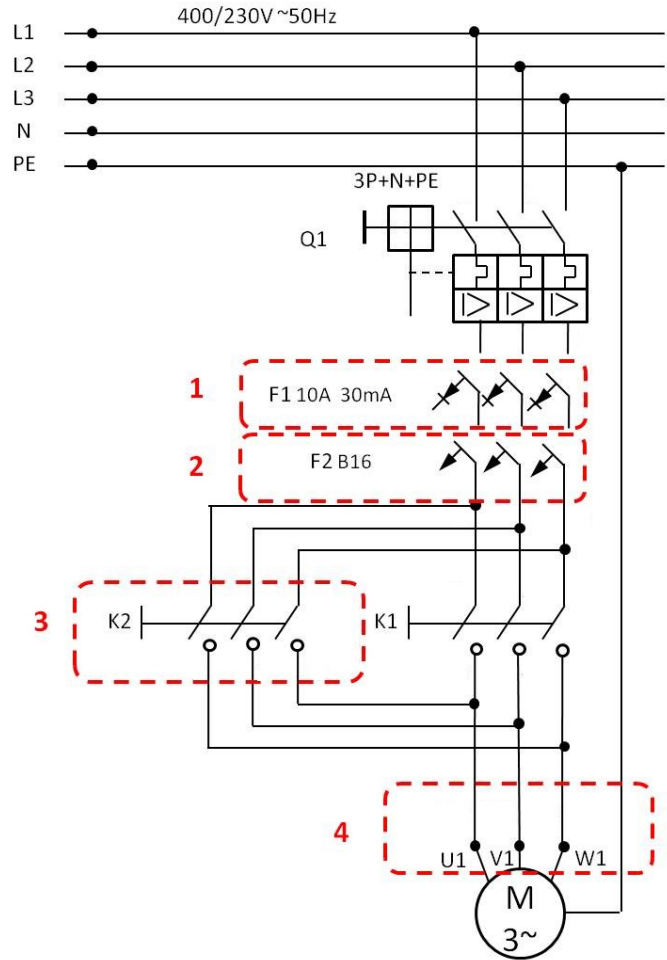 400/230V ~50Hz
L1
L2
L3
N
PE
3P+N+PE
Q1
1
F1 10A 30mA
2
F2 B16
3
K2
K1
4
U1
V1
W1
M
3~